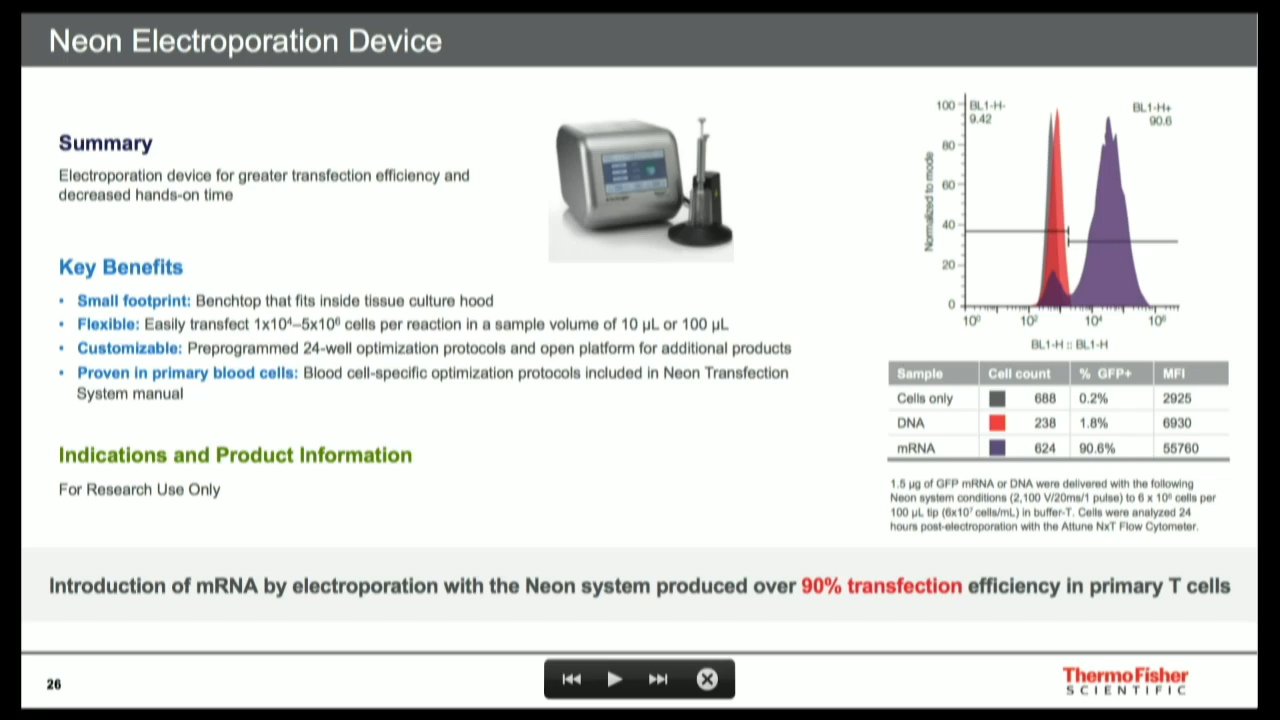 Neon Electroporation Device
Summary
Electroporation device for greater transfection efficiency and
decreased hands-on time
Key Benefits
• Small footprint: Benchtop that fits inside tissue culture hood
• Flexible: Easily transfect 1x10⁴–5x10⁶ cells per reaction in a sample volume of 10 µL or 100 µL
• Customizable: Preprogrammed 24-well optimization protocols and open platform for additional products
• Proven in primary blood cells: Blood cell-specific optimization protocols included in Neon Transfection
System manual
Indications and Product Information
For Research Use Only
BL1-H-
9.42
BL1-H+
90.6
Normalized to mode
100
80
60
40
20
0
10⁰ 10² 10⁴ 10⁶
BL1-H :: BL1-H
Sample Cell count % GFP+ MFI
Cells only 688 0.2% 2925
DNA 238 1.8% 6930
mRNA 624 90.6% 55760
1.5 µg of GFP mRNA or DNA were delivered with the following
Neon system conditions (2,100 V/20ms/1 pulse) to 6 x 10⁶ cells per
100 µL tip (6x10⁷ cells/mL) in buffer-T. Cells were analyzed 24
hours post-electroporation with the Attune NxT Flow Cytometer.
Introduction of mRNA by electroporation with the Neon system produced over 90% transfection efficiency in primary T cells
26
ThermoFisher
SCIENTIFIC